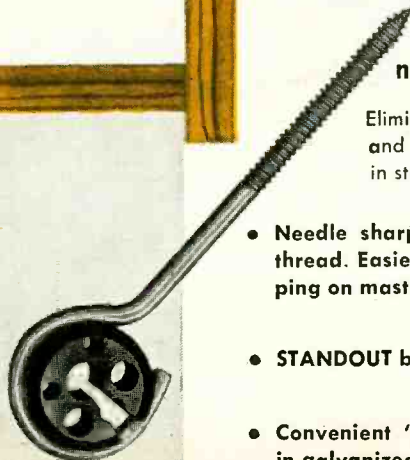 n
Elimi
and
in st
• Needle sharp
thread. Easie
ping on mast
• STANDOUT b
• Convenient "
in galvanized